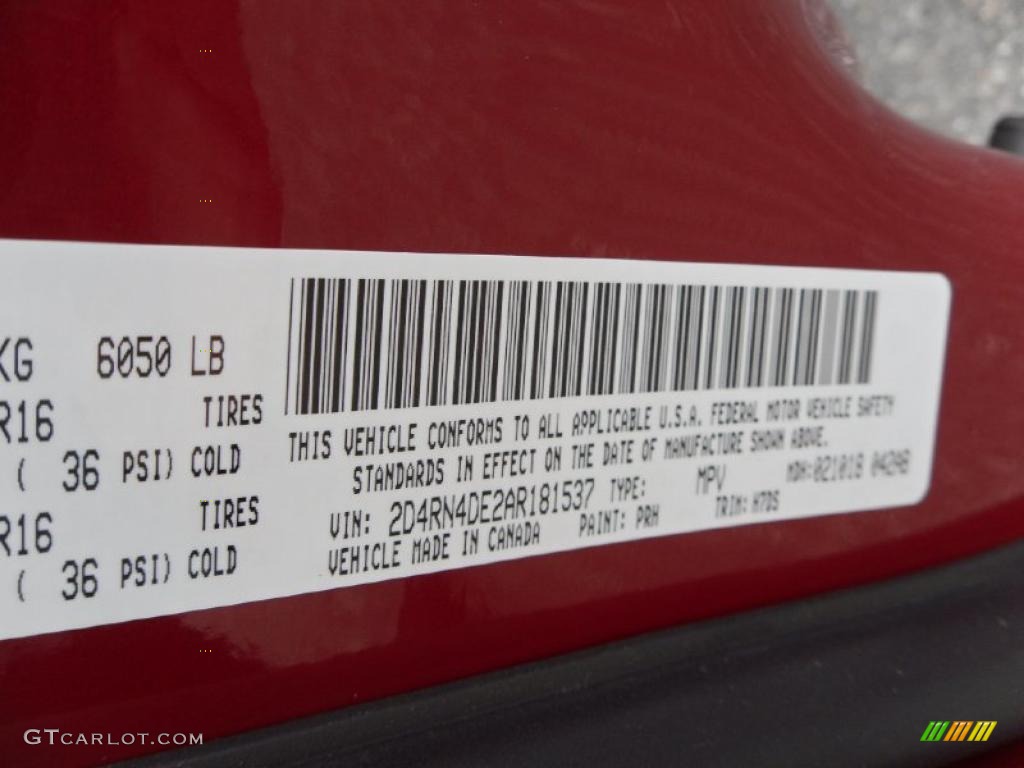 KG 6050 LB
R16 TIRES
( 36 PSI) COLD
R16 TIRES
( 36 PSI) COLD
THIS VEHICLE CONFORMS TO ALL APPLICABLE U.S.A. FEDERAL MOTOR VEHICLE SAFETY
STANDARDS IN EFFECT ON THE DATE OF MANUFACTURE SHOWN ABOVE.
VIN: 2D4RN4DE2AR181537 TYPE: MPV MDH:021018 042AB
VEHICLE MADE IN CANADA PAINT: PRH TRIM: H7DS
GTCARLOT.COM